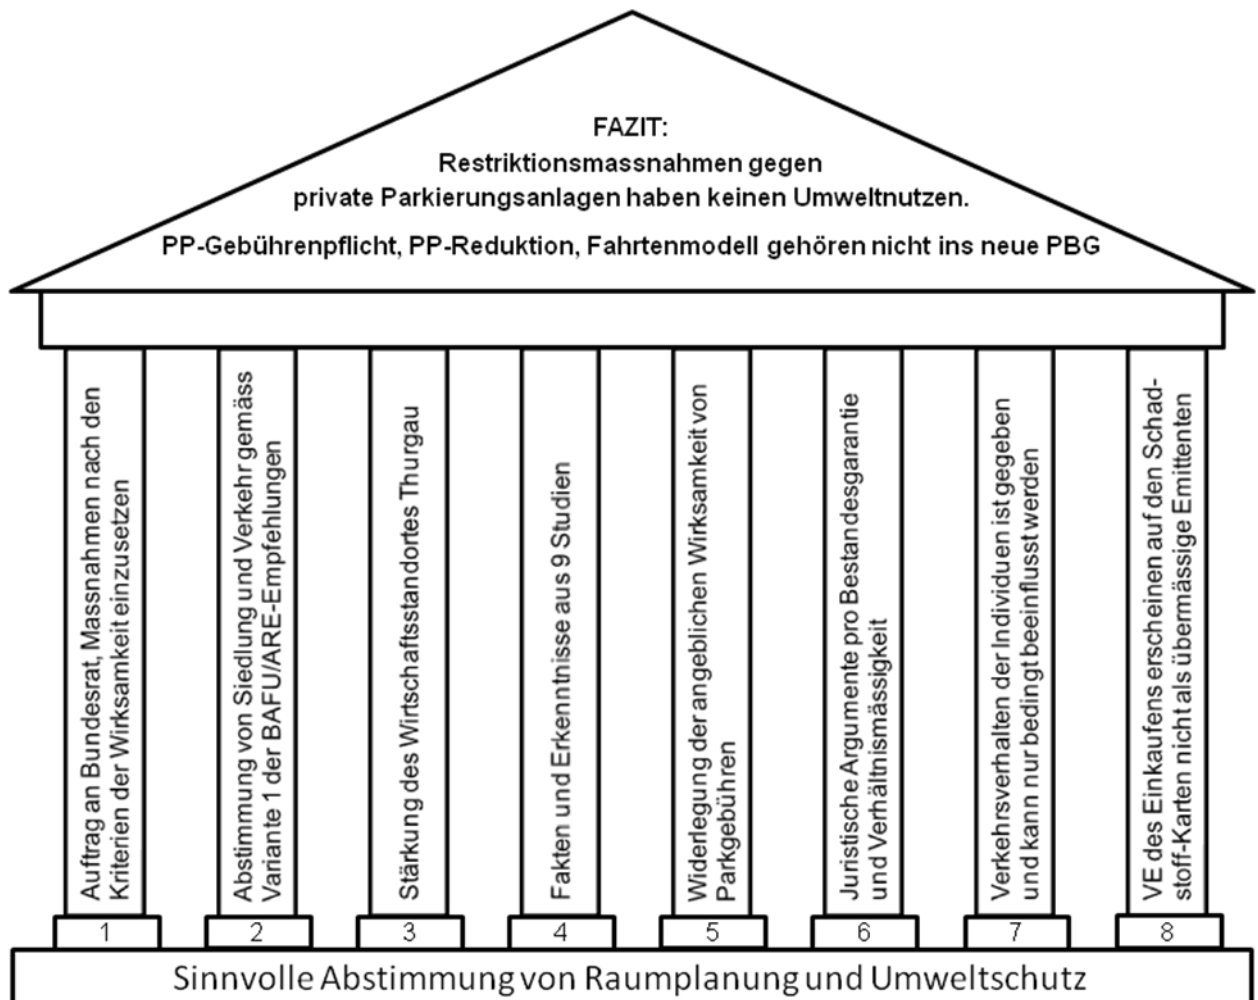 FAZIT:
Restriktionsmassnahmen gegen
private Parkierungsanlagen haben keinen Umweltnutzen.
PP-Gebührenpflicht, PP-Reduktion, Fahrtenmodell gehören nicht ins neue PBG
Auftrag an Bundesrat, Massnahmen nach den
Kriterien der Wirksamkeit einzusetzen
1
Abstimmung von Siedlung und Verkehr gemäss
Variante 1 der BAFU/ARE-Empfehlungen
2
Stärkung des Wirtschaftsstandortes Thurgau
3
Fakten und Erkenntnisse aus 9 Studien
4
Widerlegung der angeblichen Wirksamkeit von
Parkgebühren
5
Juristische Argumente pro Bestandesgarantie
und Verhältnismässigkeit
6
Verkehrsverhalten der Individuen ist gegeben
und kann nur bedingt beeinflusst werden
7
VE des Einkaufens erscheinen auf den Schad-
stoff-Karten nicht als übermässige Emittenten
8
Sinnvolle Abstimmung von Raumplanung und Umweltschutz